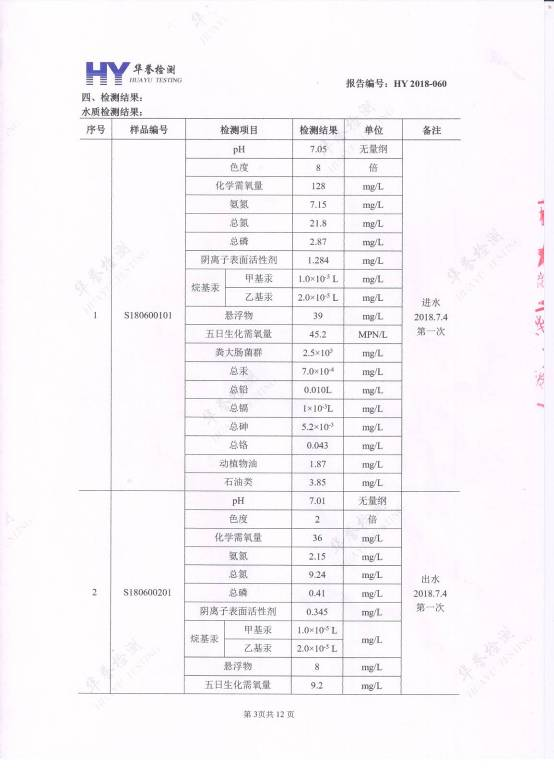 HY 华誉检测
HUAYU TESTING
报告编号：HY 2018-060
四、检测结果：
水质检测结果：
序号 样品编号 检测项目 检测结果 单位 备注
1 S180600101 进水 2018.7.4 第一次
pH 7.05 无量纲
色度 8 倍
化学需氧量 128 mg/L
氨氮 7.15 mg/L
总氮 21.8 mg/L
总磷 2.87 mg/L
阴离子表面活性剂 1.284 mg/L
烷基汞 甲基汞 1.0×10⁻⁵ L mg/L
乙基汞 2.0×10⁻⁵ L mg/L
悬浮物 39 mg/L
五日生化需氧量 45.2 MPN/L
粪大肠菌群 2.5×10³ mg/L
总汞 7.0×10⁻⁴ mg/L
总铅 0.010L mg/L
总镉 1×10⁻³L mg/L
总砷 5.2×10⁻³ mg/L
总铬 0.043 mg/L
动植物油 1.87 mg/L
石油类 3.85 mg/L
2 S180600201 出水 2018.7.4 第一次
pH 7.01 无量纲
色度 2 倍
化学需氧量 36 mg/L
氨氮 2.15 mg/L
总氮 9.24 mg/L
总磷 0.41 mg/L
阴离子表面活性剂 0.345 mg/L
烷基汞 甲基汞 1.0×10⁻⁵ L mg/L
乙基汞 2.0×10⁻⁵ L
悬浮物 8 mg/L
五日生化需氧量 9.2 mg/L
第 3页共 12 页